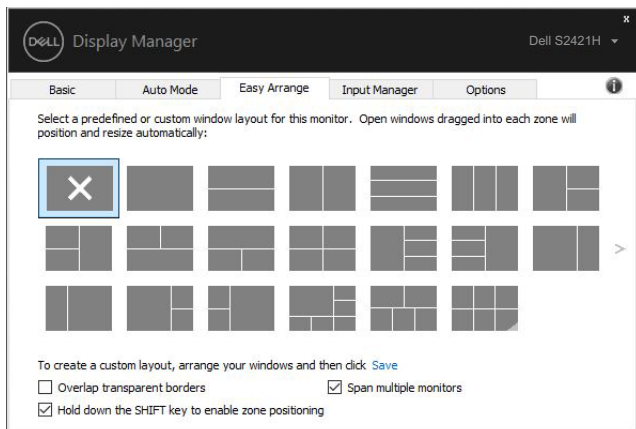 x
DELL Display Manager Dell S2421H
Basic Auto Mode Easy Arrange Input Manager Options
Select a predefined or custom window layout for this monitor. Open windows dragged into each zone will
position and resize automatically:
>
To create a custom layout, arrange your windows and then click Save
Overlap transparent borders Span multiple monitors
Hold down the SHIFT key to enable zone positioning